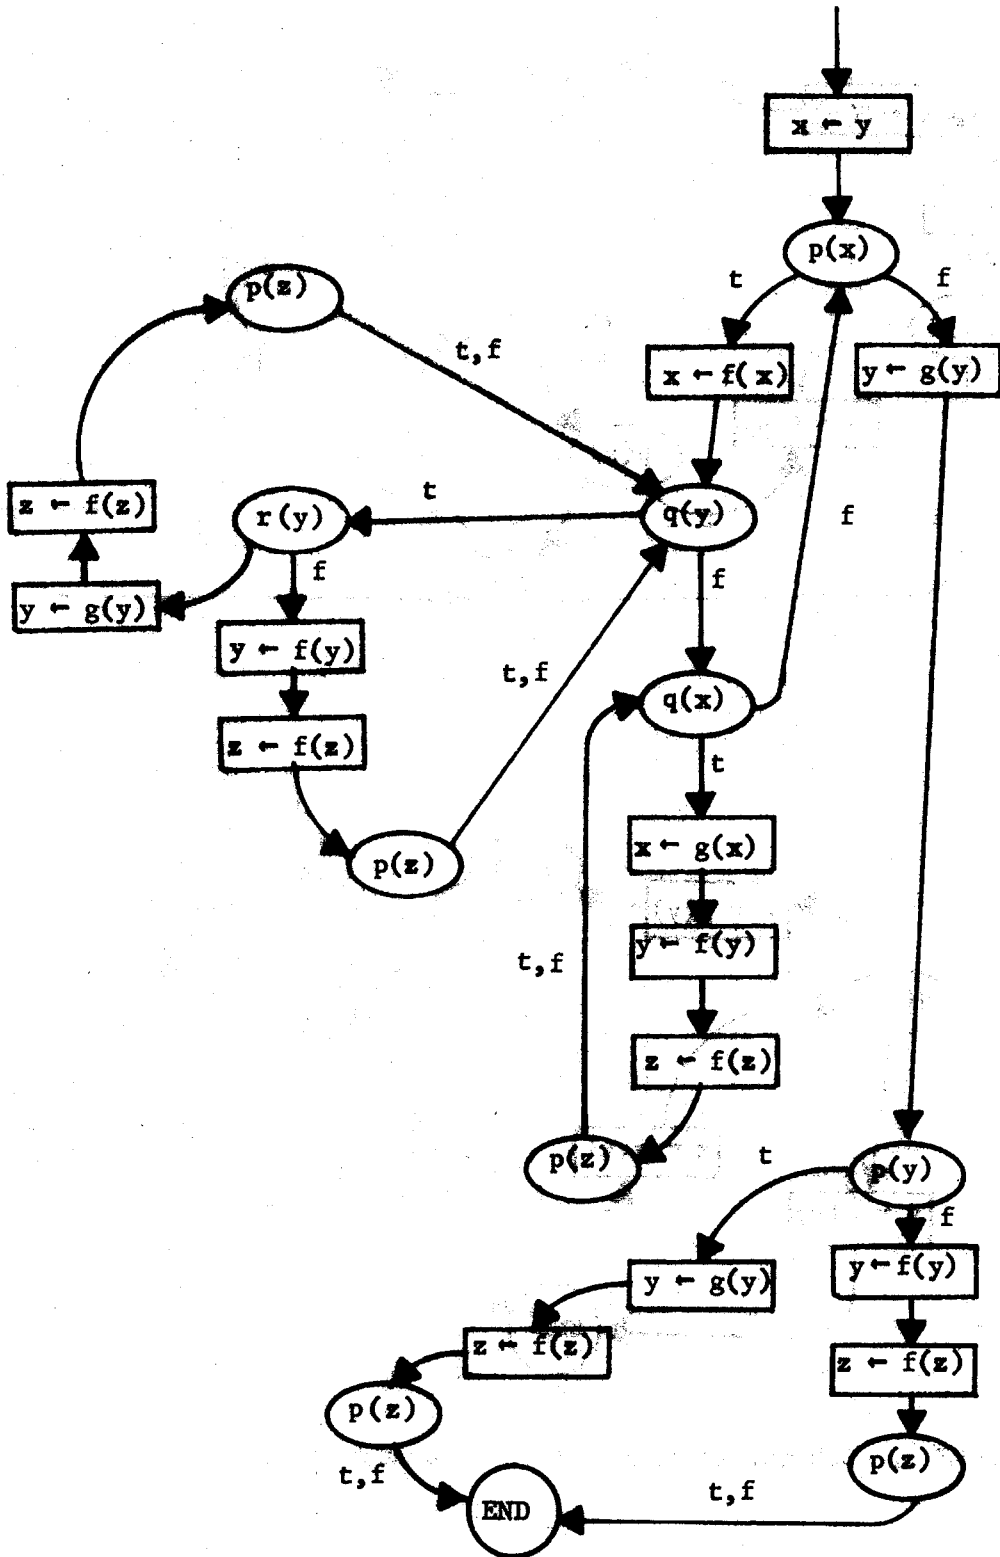 x ← y
p(x)
t
f
p(z)
t,f
x ← f(x)
y ← g(y)
z ← f(z)
r(y)
t
q(y)
f
f
f
y ← g(y)
y ← f(y)
t,f
q(x)
z ← f(z)
t
x ← g(x)
p(z)
y ← f(y)
t,f
z ← f(z)
p(z)
t
p(y)
f
y ← g(y)
y ← f(y)
z ← f(z)
z ← f(z)
p(z)
p(z)
t,f
t,f
END